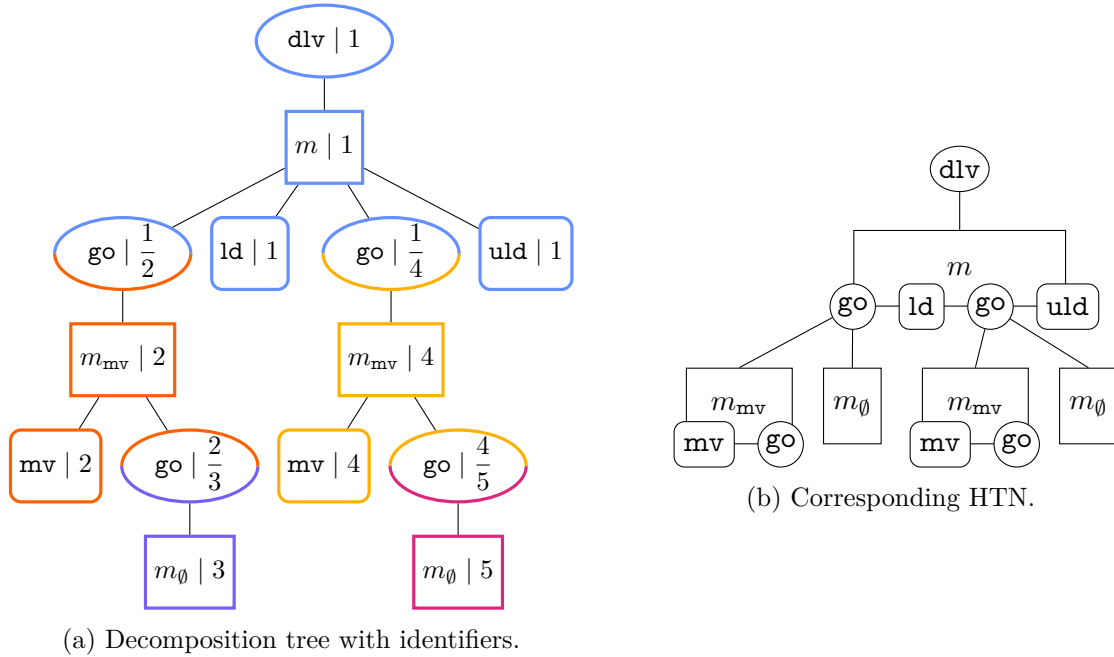 dlv | 1
m | 1
go | 1/2
ld | 1
go | 1/4
uld | 1
m_mv | 2
m_mv | 4
mv | 2
go | 2/3
mv | 4
go | 4/5
m_∅ | 3
m_∅ | 5
(a) Decomposition tree with identifiers.
dlv
m
go
ld
go
uld
m_mv
m_∅
m_mv
m_∅
mv
go
mv
go
(b) Corresponding HTN.